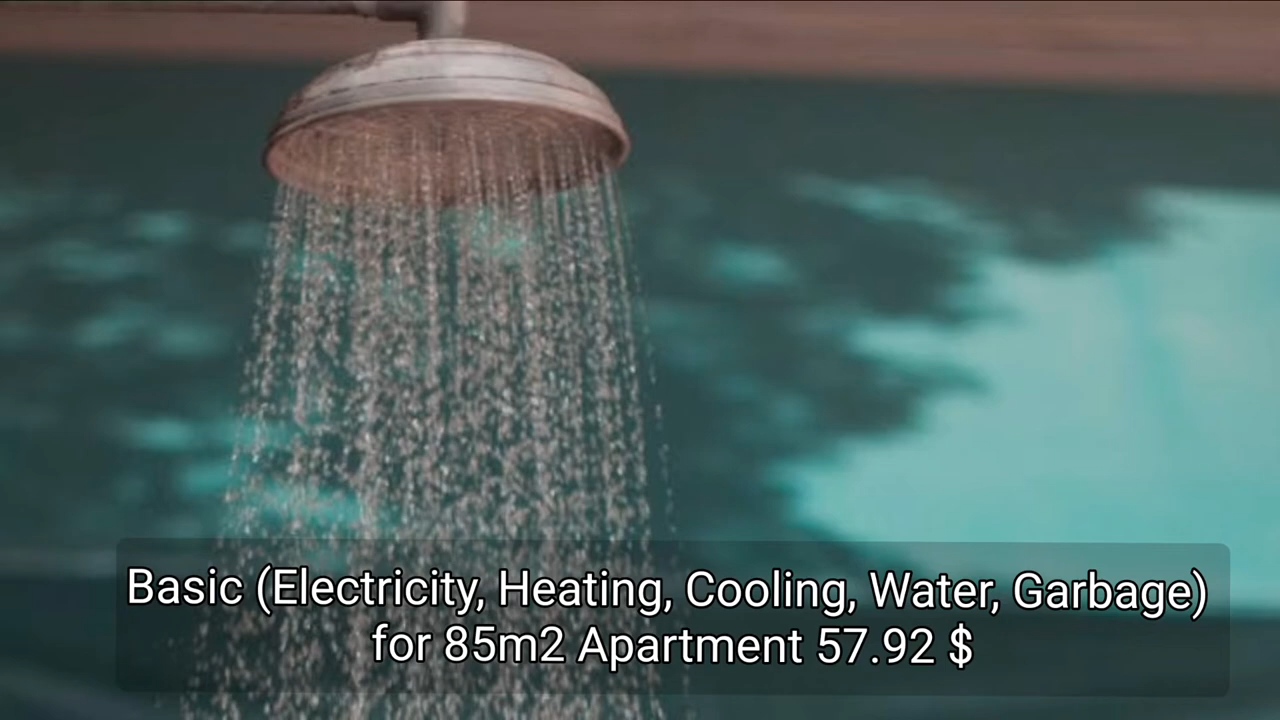 Basic (Electricity, Heating, Cooling, Water, Garbage)
for 85m2 Apartment 57.92 $